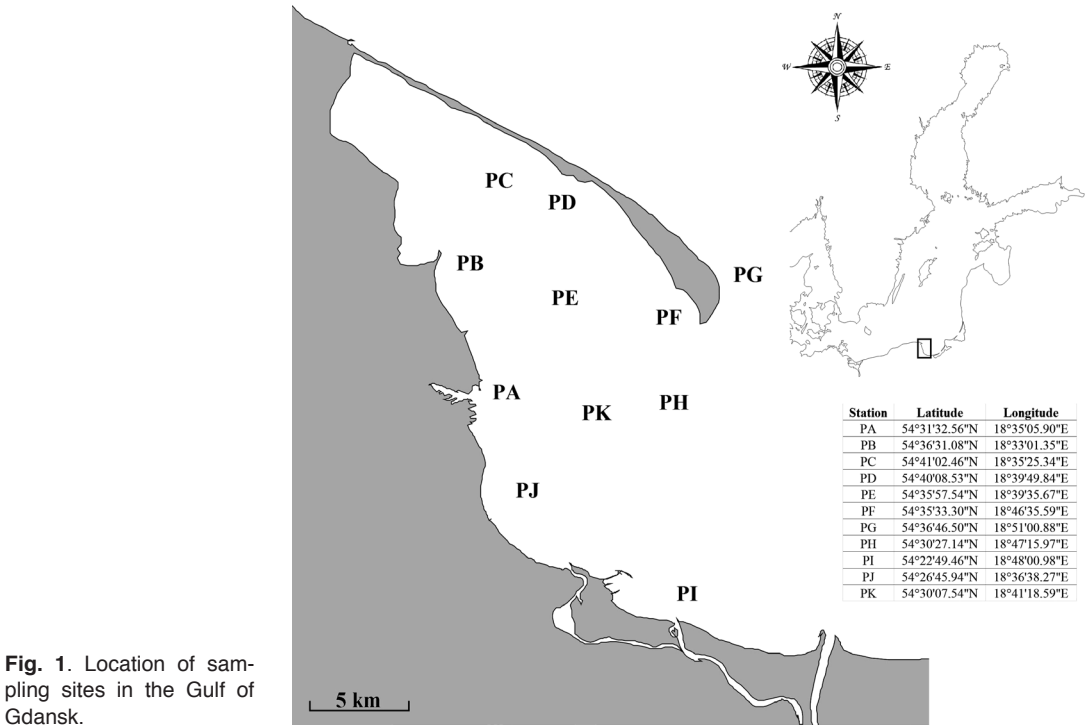 N
W E
S
PC
PD
PB
PG
PE
PF
PA
PK
PH
PJ
PI
Station Latitude Longitude
PA 54°31'32.56"N 18°35'05.90"E
PB 54°36'31.08"N 18°33'01.35"E
PC 54°41'02.46"N 18°35'25.34"E
PD 54°40'08.53"N 18°39'49.84"E
PE 54°35'57.54"N 18°39'35.67"E
PF 54°35'33.30"N 18°46'35.59"E
PG 54°36'46.50"N 18°51'00.88"E
PH 54°30'27.14"N 18°47'15.97"E
PI 54°22'49.46"N 18°48'00.98"E
PJ 54°26'45.94"N 18°36'38.27"E
PK 54°30'07.54"N 18°41'18.59"E
5 km
Fig. 1. Location of sam-
pling sites in the Gulf of
Gdansk.